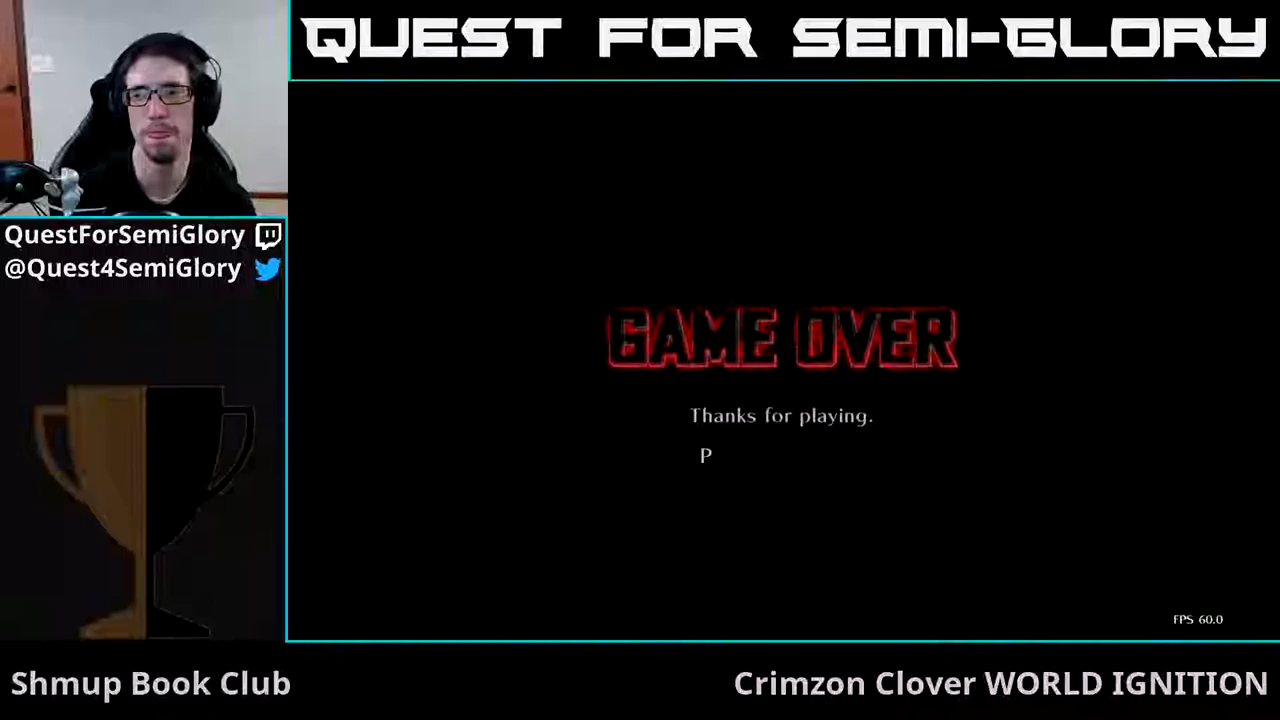 QUEST FOR SEMI-GLORY
QuestForSemiGlory
@Quest4SemiGlory
GAME OVER
Thanks for playing.
P
FPS 60.0
Shmup Book Club
Crimzon Clover WORLD IGNITION